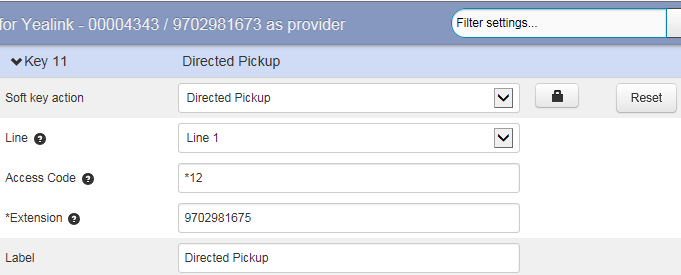 for Yealink - 00004343 / 9702981673 as provider Filter settings...
Key 11 Directed Pickup
Soft key action Directed Pickup Reset
Line ? Line 1
Access Code ? *12
*Extension ? 9702981675
Label Directed Pickup